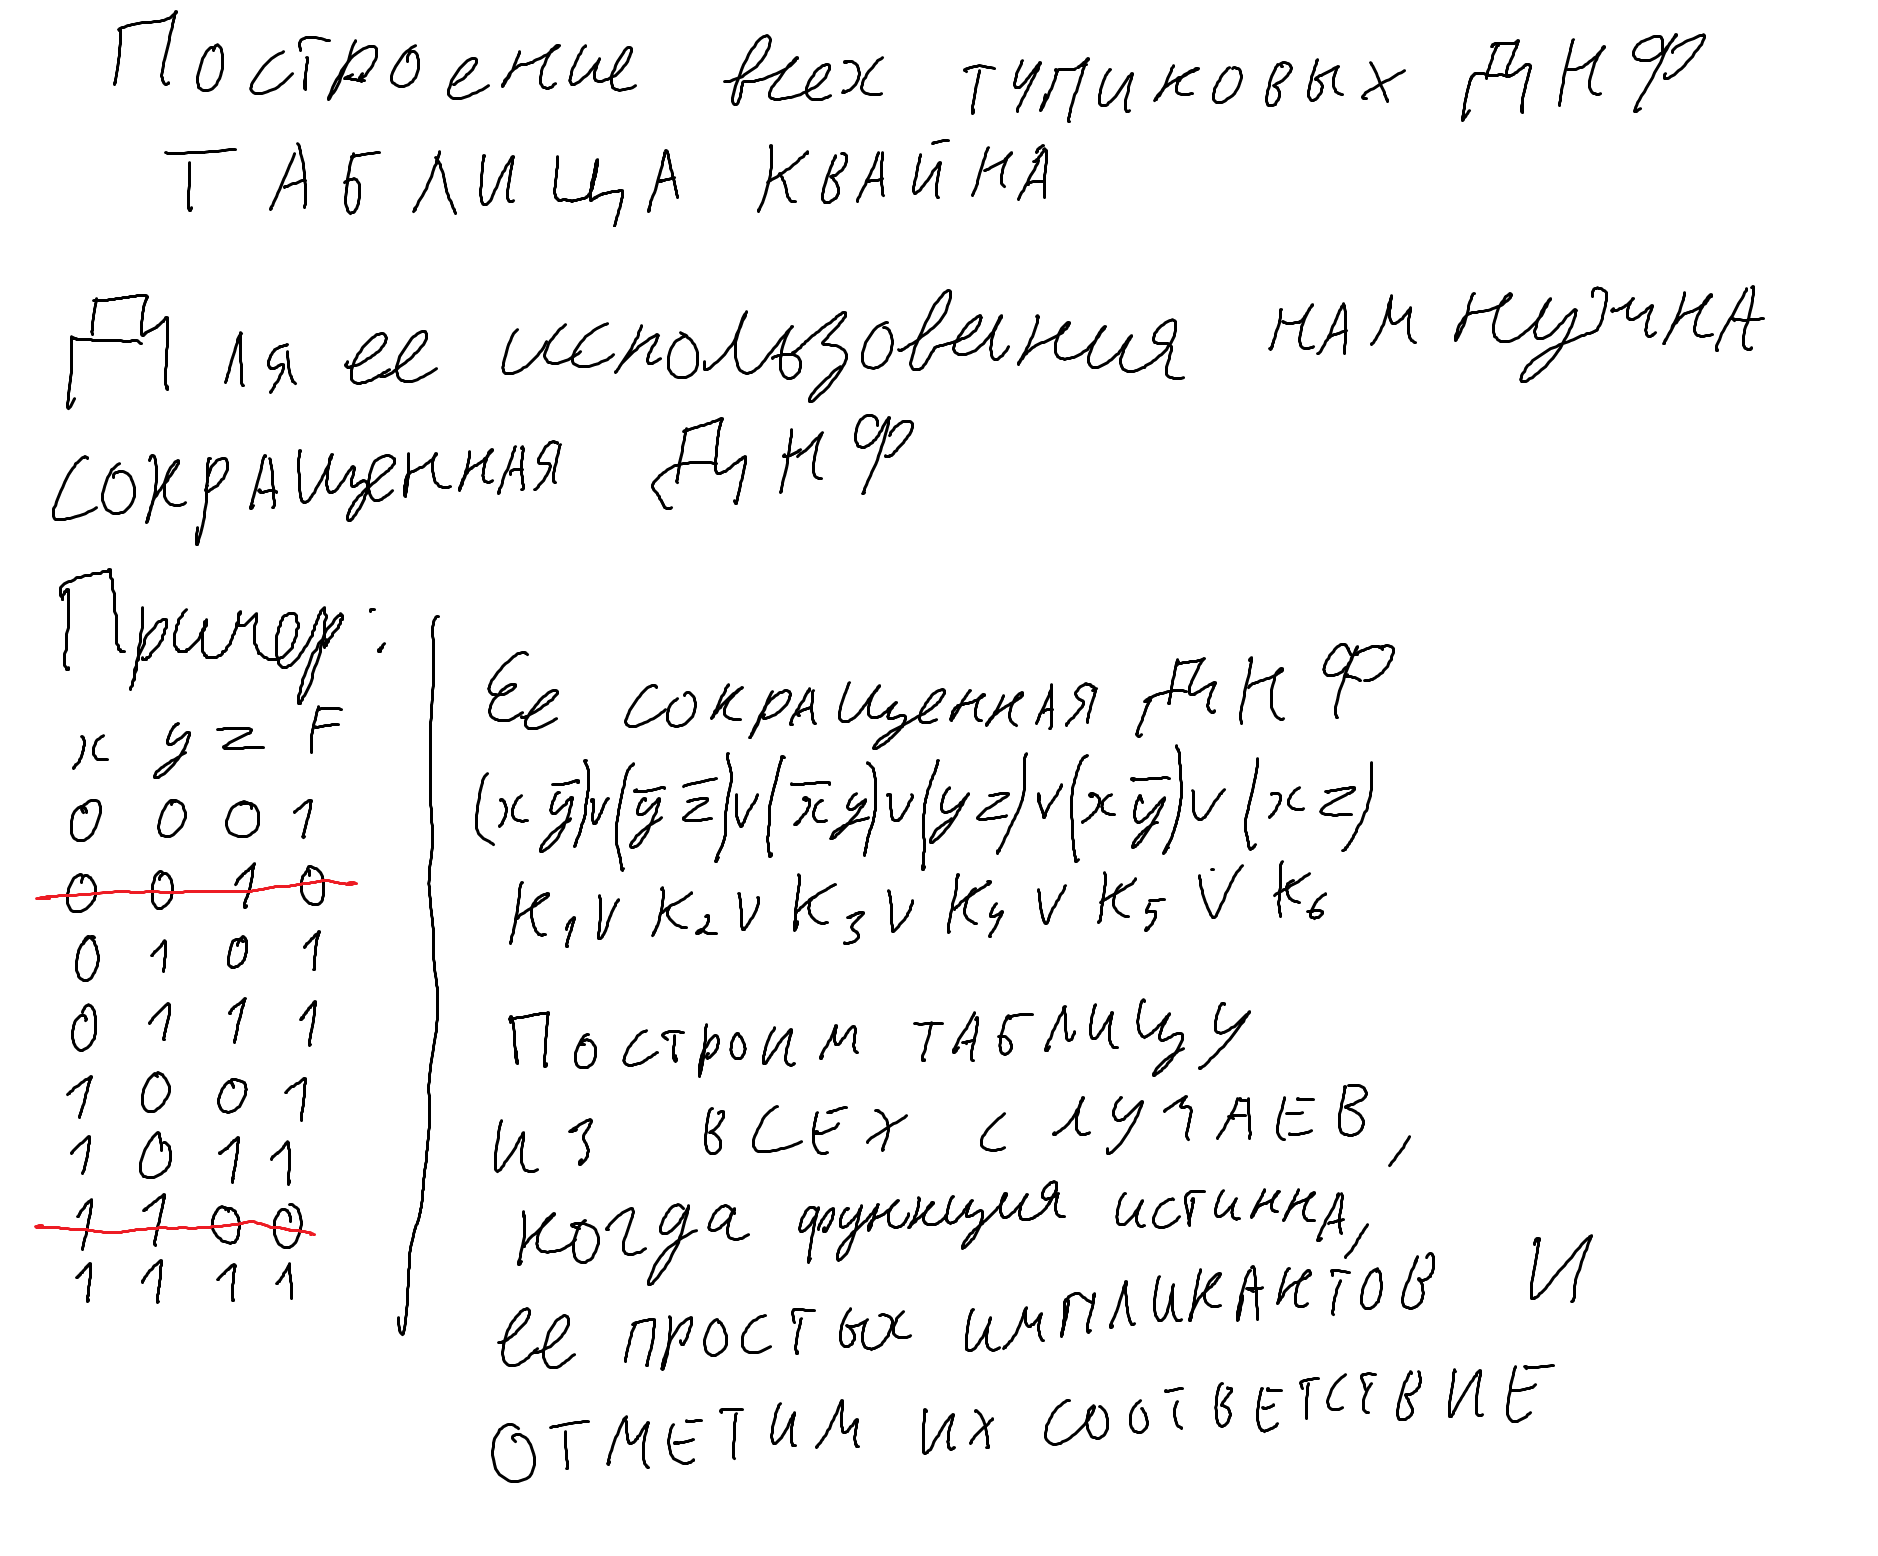 Построение всех тупиковых ДНФ
ТАБЛИЦА КВАЙНА
Для ее использования нам нужна
сокращенная ДНФ
Пример:
x y z F
0 0 0 1
0 0 1 0
0 1 0 1
0 1 1 1
1 0 0 1
1 0 1 1
1 1 0 0
1 1 1 1
Ее сокращенная ДНФ
(x y̅)∨(y̅ z̅)∨(x̅ y)∨(y z)∨(x y̅)∨(x z)
K₁∨K₂∨K₃∨K₄∨K₅∨K₆
Построим таблицу
из всех случаев,
когда функция истинна,
ее простых импликантов и
отметим их соответствие